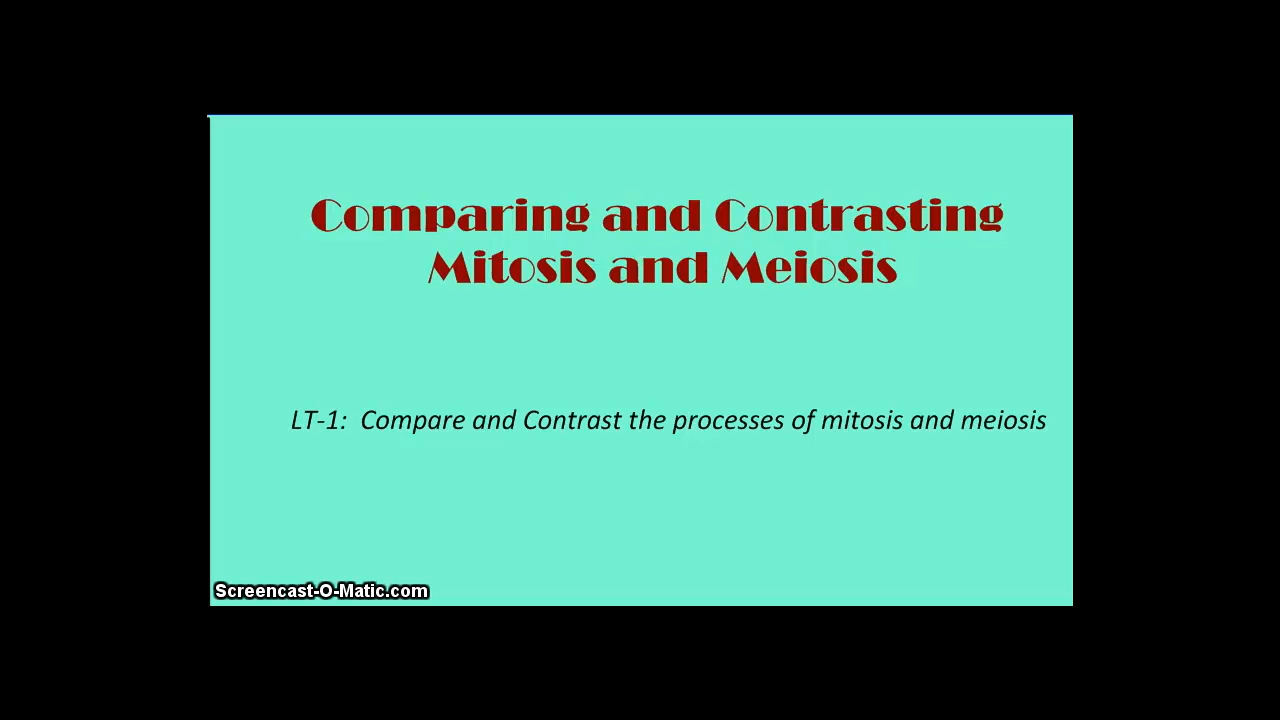 Comparing and Contrasting
Mitosis and Meiosis
LT-1:  Compare and Contrast the processes of mitosis and meiosis
Screencast-O-Matic.com